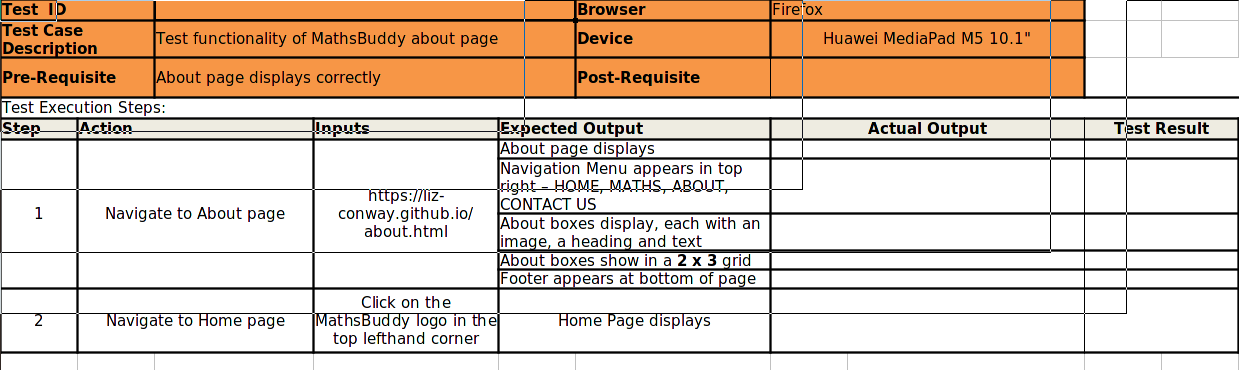 Test ID
Browser
Firefox
Test Case
Description
Test functionality of MathsBuddy about page
Device
Huawei MediaPad M5 10.1"
Pre-Requisite
About page displays correctly
Post-Requisite
Test Execution Steps:
Step
Action
Inputs
Expected Output
Actual Output
Test Result
1
Navigate to About page
https://liz-
conway.github.io/
about.html
About page displays
Navigation Menu appears in top
right – HOME, MATHS, ABOUT,
CONTACT US
About boxes display, each with an
image, a heading and text
About boxes show in a 2 x 3 grid
Footer appears at bottom of page
2
Navigate to Home page
Click on the
MathsBuddy logo in the
top lefthand corner
Home Page displays